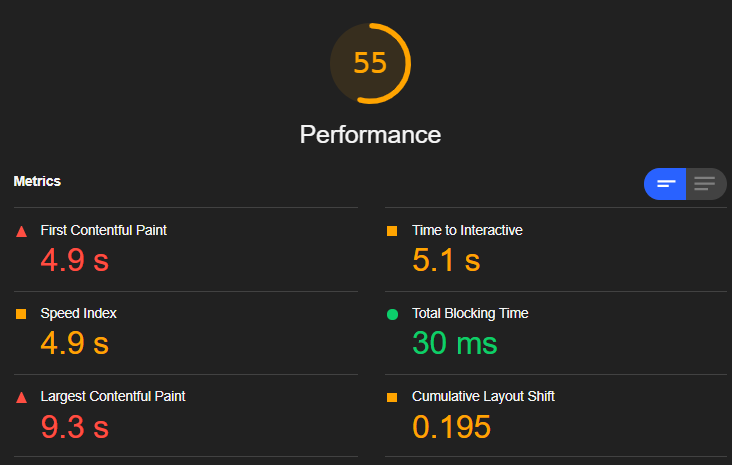 55
Performance
Metrics
First Contentful Paint
4.9 s
Time to Interactive
5.1 s
Speed Index
4.9 s
Total Blocking Time
30 ms
Largest Contentful Paint
9.3 s
Cumulative Layout Shift
0.195